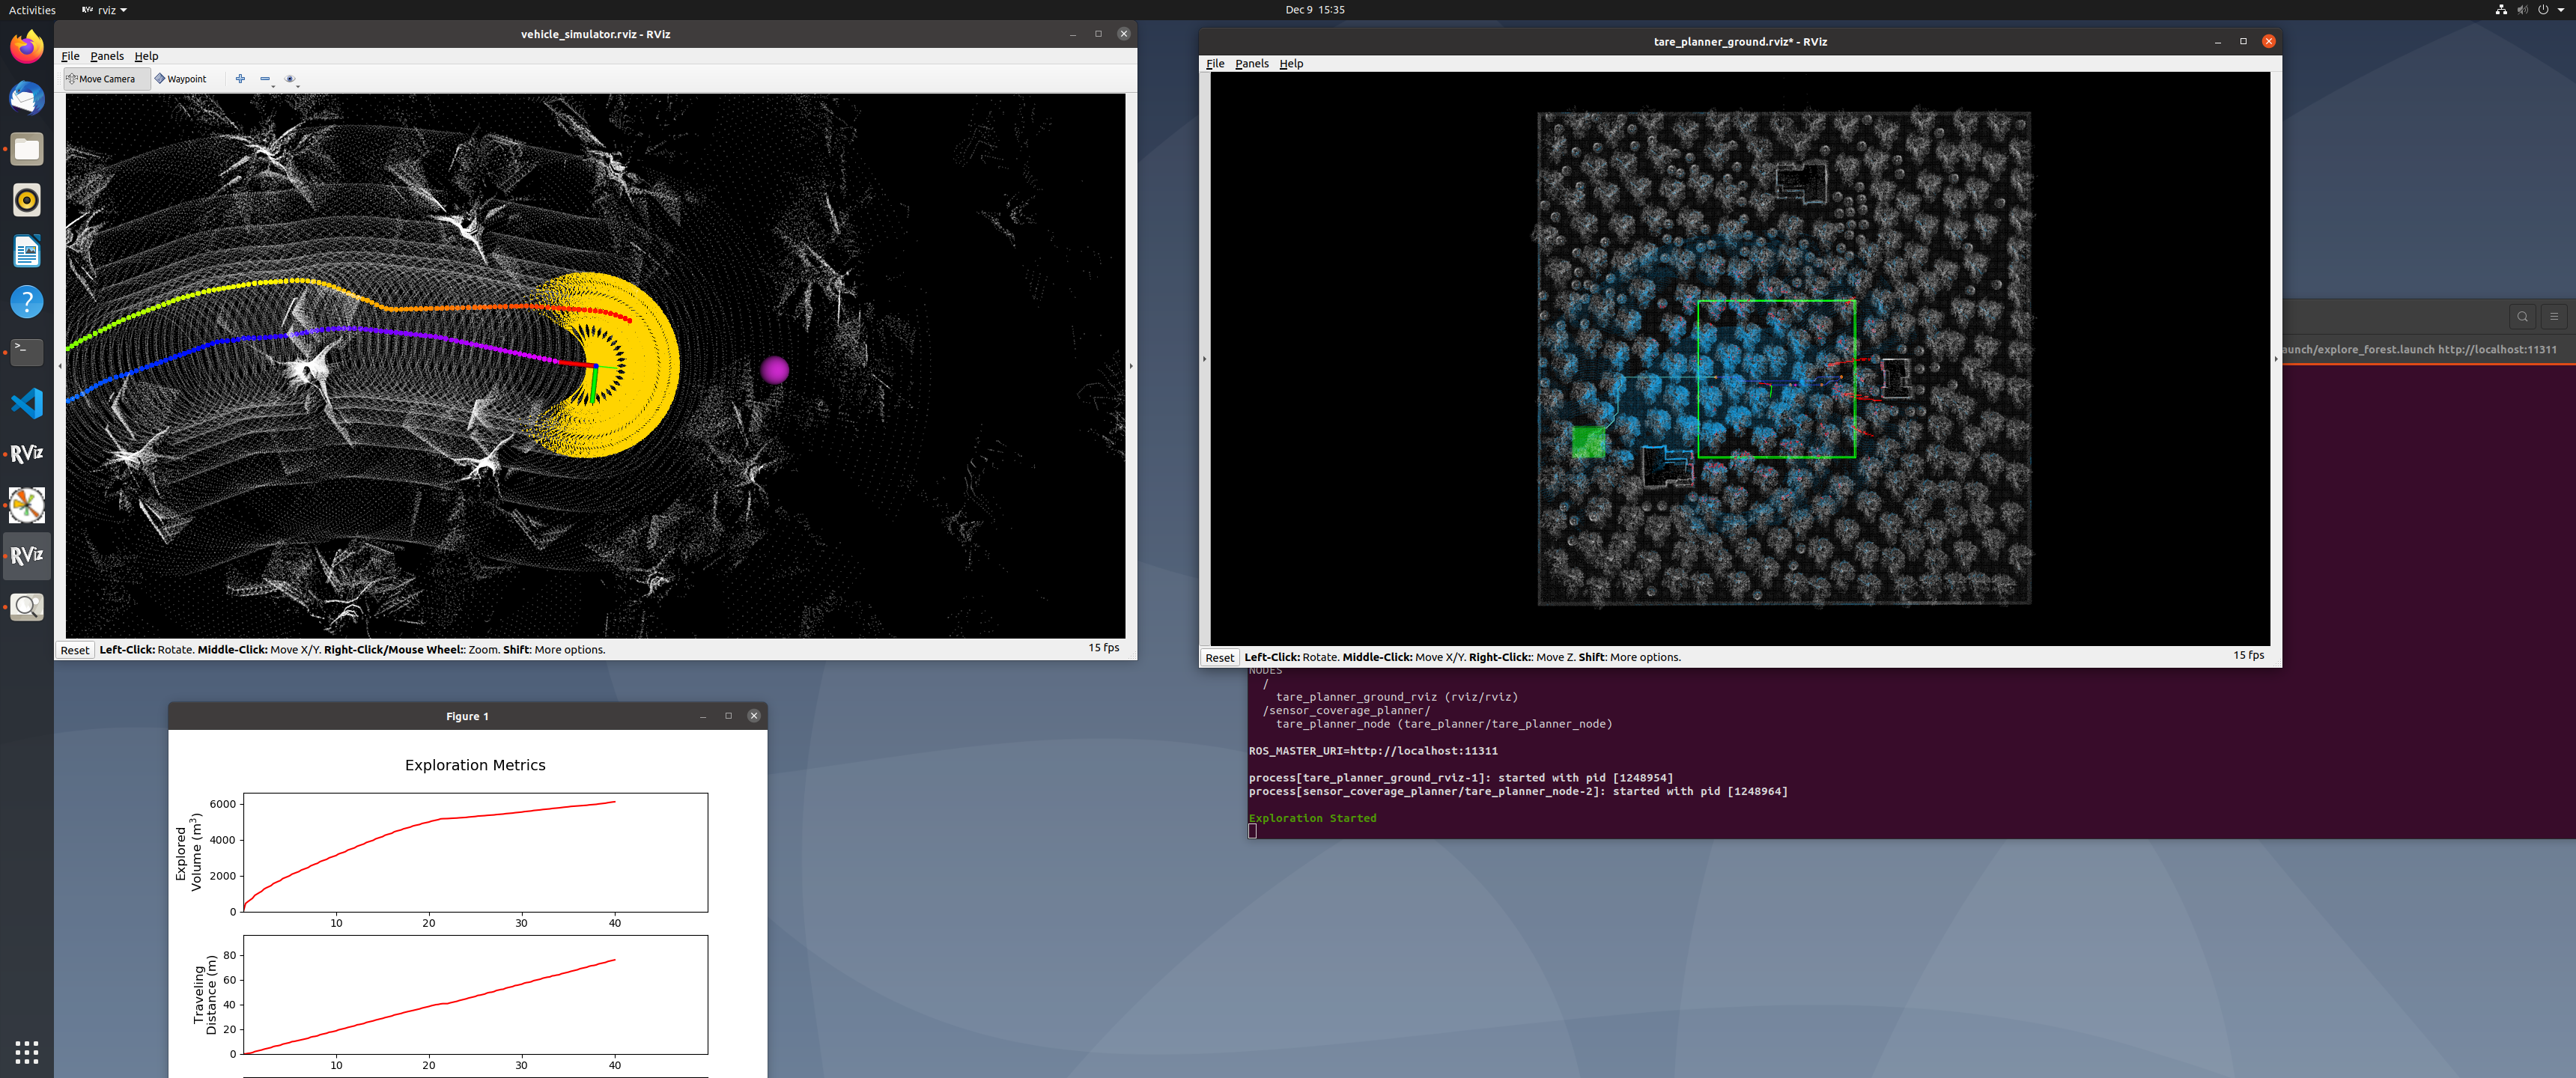 Activities
RViz rviz
Dec 9 15:35
vehicle_simulator.rviz - RViz
File Panels Help
Move Camera Waypoint
Reset Left-Click: Rotate. Middle-Click: Move X/Y. Right-Click/Mouse Wheel:: Zoom. Shift: More options.
15 fps
tare_planner_ground.rviz* - RViz
File Panels Help
Reset Left-Click: Rotate. Middle-Click: Move X/Y. Right-Click:: Move Z. Shift: More options.
15 fps
aunch/explore_forest.launch http://localhost:11311
RViz
RViz
Figure 1
Exploration Metrics
Explored
Volume (m³)
6000
4000
2000
0
10 20 30 40
Traveling
Distance (m)
80
60
40
20
0
10 20 30 40
NODES
/
tare_planner_ground_rviz (rviz/rviz)
/sensor_coverage_planner/
tare_planner_node (tare_planner/tare_planner_node)
ROS_MASTER_URI=http://localhost:11311
process[tare_planner_ground_rviz-1]: started with pid [1248954]
process[sensor_coverage_planner/tare_planner_node-2]: started with pid [1248964]
Exploration Started